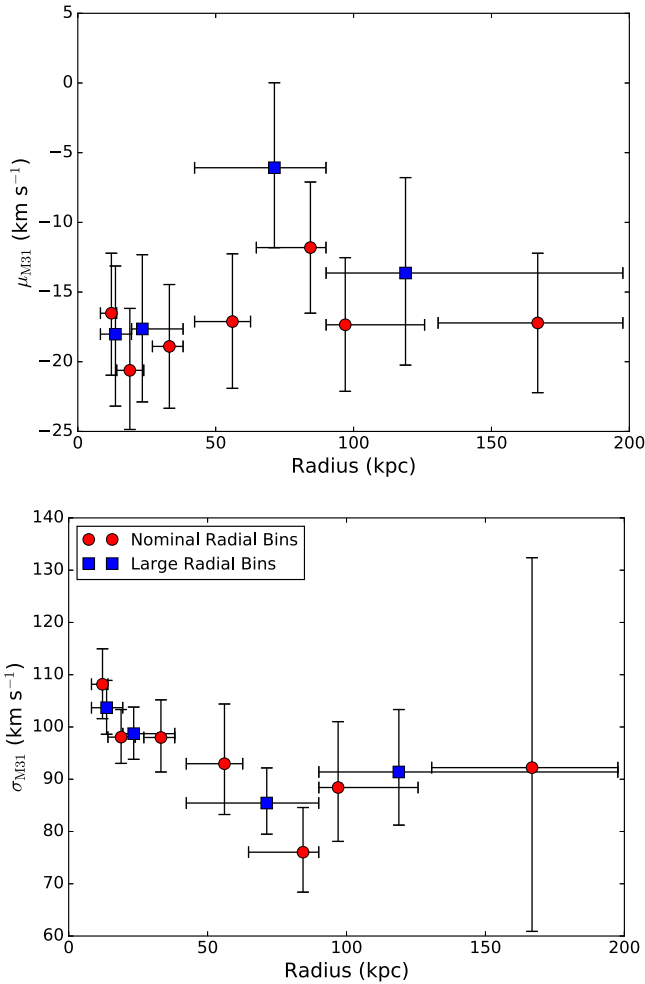 5
0
−5
−10
−15
−20
−25
μM31 (km s−1)
0 50 100 150 200
Radius (kpc)
140
130
120
110
100
90
80
70
60
σM31 (km s−1)
Nominal Radial Bins
Large Radial Bins
0 50 100 150 200
Radius (kpc)